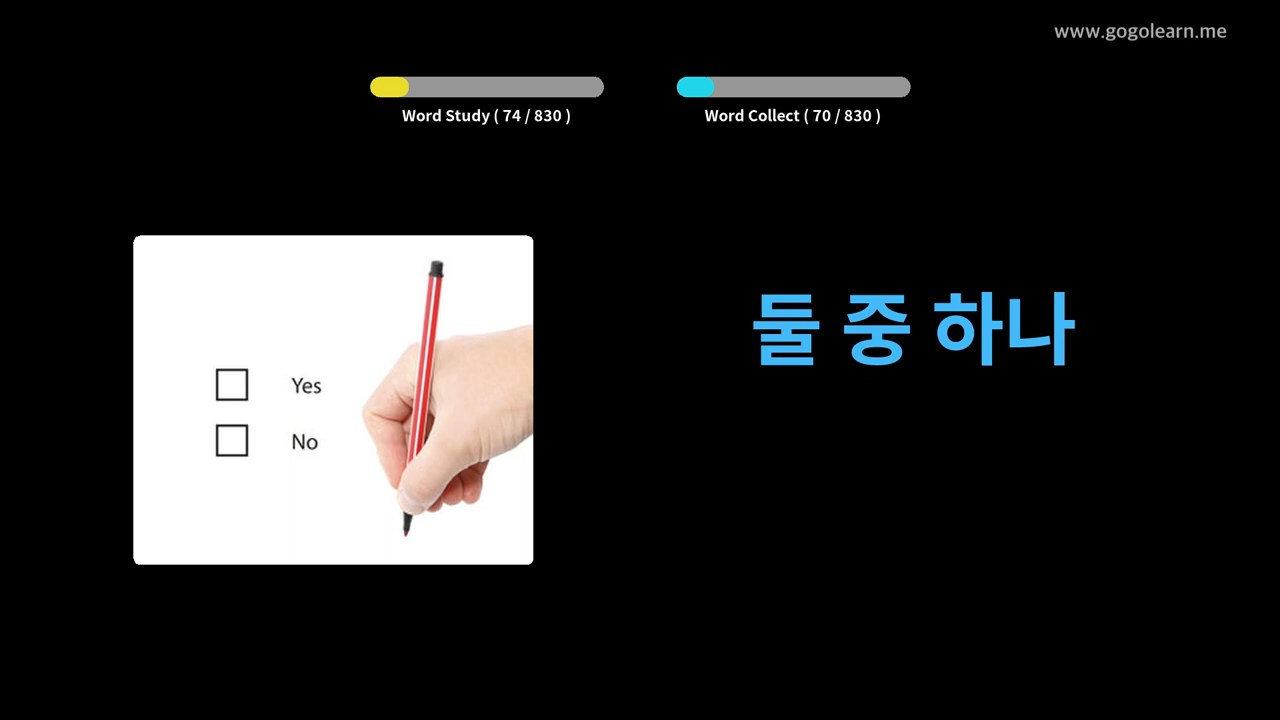 www.gogolearn.me
Word Study ( 74 / 830 )
Word Collect ( 70 / 830 )
Yes
No
둘 중 하나